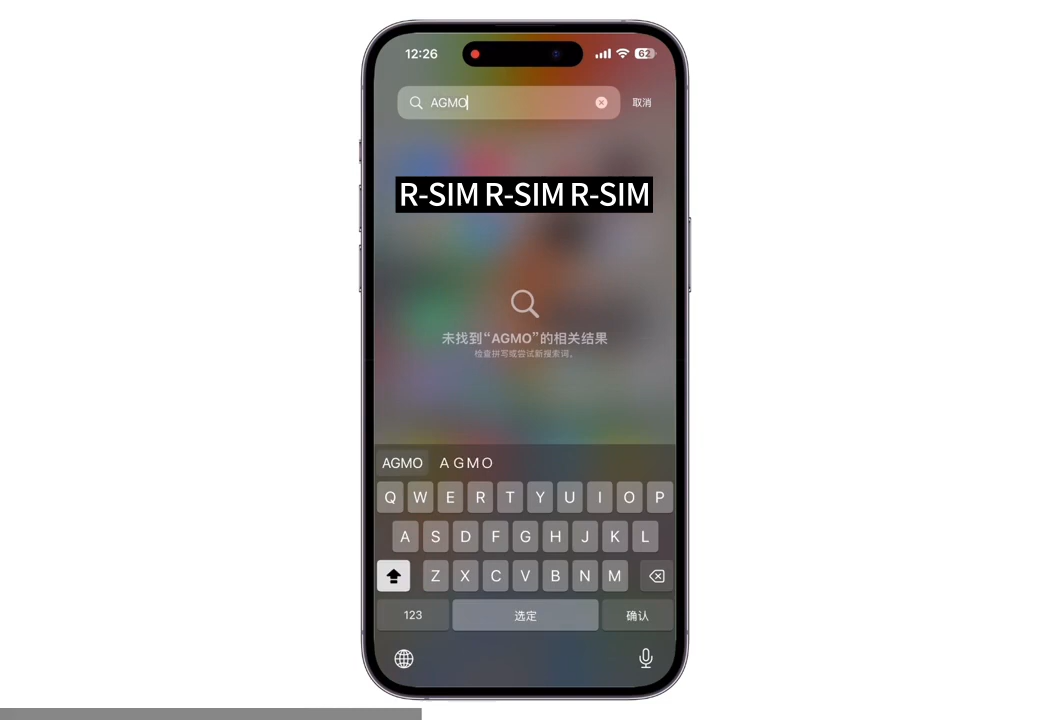 12:26
62
AGMO
取消
R-SIM R-SIM R-SIM
未找到“AGMO”的相关结果
检查拼写或尝试新搜索词。
AGMO A G M O
Q W E R T Y U I O P
A S D F G H J K L
Z X C V B N M
123 选定 确认